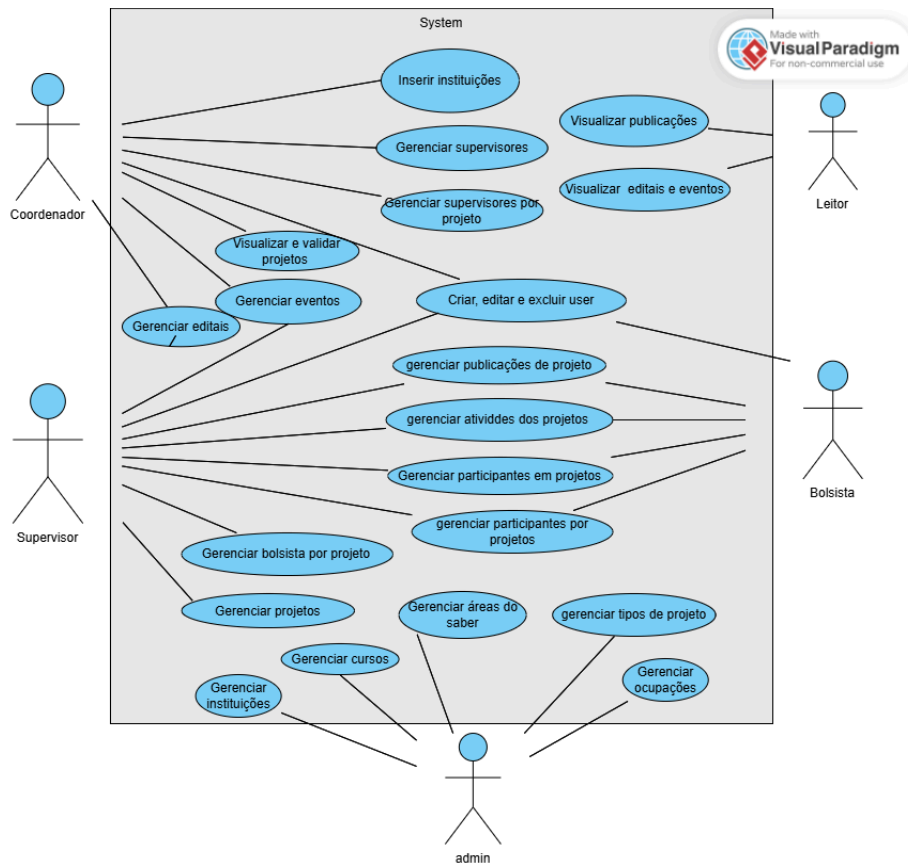 System
Made with
Visual Paradigm
For non-commercial use
Inserir instituições
Visualizar publicações
Gerenciar supervisores
Visualizar editais e eventos
Leitor
Coordenador
Gerenciar supervisores por
projeto
Visualizar e validar
projetos
Gerenciar eventos
Criar, editar e excluir user
Gerenciar editais
gerenciar publicações de projeto
gerenciar atividdes dos projetos
Gerenciar participantes em projetos
Bolsista
gerenciar participantes por
projetos
Supervisor
Gerenciar bolsista por projeto
Gerenciar projetos
Gerenciar áreas do
saber
gerenciar tipos de projeto
Gerenciar cursos
Gerenciar
ocupações
Gerenciar
instituições
admin